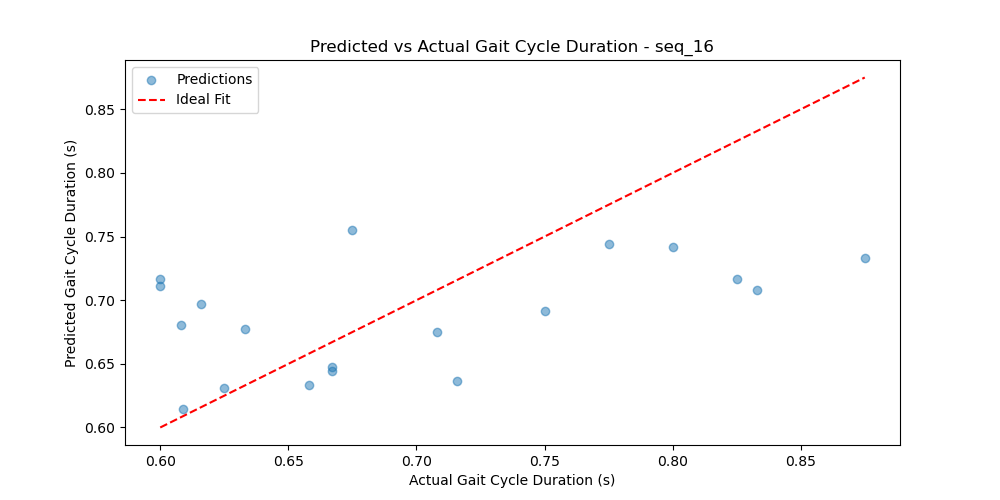 Predicted vs Actual Gait Cycle Duration - seq_16
Predictions
Ideal Fit
Predicted Gait Cycle Duration (s)
0.85
0.80
0.75
0.70
0.65
0.60
0.60 0.65 0.70 0.75 0.80 0.85
Actual Gait Cycle Duration (s)